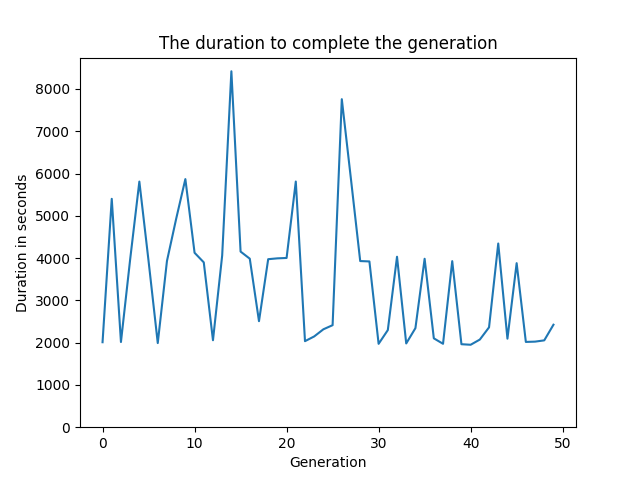 The duration to complete the generation
Duration in seconds
8000
7000
6000
5000
4000
3000
2000
1000
0
0 10 20 30 40 50
Generation